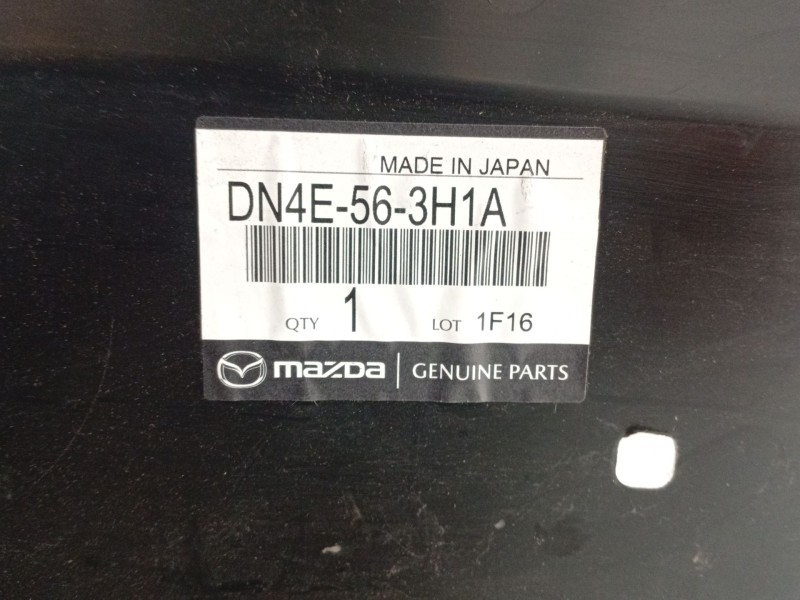 MADE IN JAPAN
DN4E-56-3H1A
QTY 1 LOT 1F16
mazda GENUINE PARTS